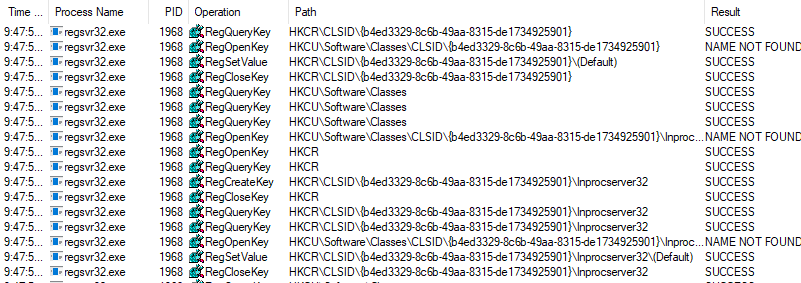 Time ... Process Name PID Operation Path Result
9:47:5... regsvr32.exe 1968 RegQueryKey HKCR\CLSID\{b4ed3329-8c6b-49aa-8315-de1734925901} SUCCESS
9:47:5... regsvr32.exe 1968 RegOpenKey HKCU\Software\Classes\CLSID\{b4ed3329-8c6b-49aa-8315-de1734925901} NAME NOT FOUND
9:47:5... regsvr32.exe 1968 RegSetValue HKCR\CLSID\{b4ed3329-8c6b-49aa-8315-de1734925901}\(Default) SUCCESS
9:47:5... regsvr32.exe 1968 RegCloseKey HKCR\CLSID\{b4ed3329-8c6b-49aa-8315-de1734925901} SUCCESS
9:47:5... regsvr32.exe 1968 RegQueryKey HKCU\Software\Classes SUCCESS
9:47:5... regsvr32.exe 1968 RegQueryKey HKCU\Software\Classes SUCCESS
9:47:5... regsvr32.exe 1968 RegQueryKey HKCU\Software\Classes SUCCESS
9:47:5... regsvr32.exe 1968 RegOpenKey HKCU\Software\Classes\CLSID\{b4ed3329-8c6b-49aa-8315-de1734925901}\Inproc... NAME NOT FOUND
9:47:5... regsvr32.exe 1968 RegOpenKey HKCR SUCCESS
9:47:5... regsvr32.exe 1968 RegQueryKey HKCR SUCCESS
9:47:5... regsvr32.exe 1968 RegCreateKey HKCR\CLSID\{b4ed3329-8c6b-49aa-8315-de1734925901}\Inprocserver32 SUCCESS
9:47:5... regsvr32.exe 1968 RegCloseKey HKCR SUCCESS
9:47:5... regsvr32.exe 1968 RegQueryKey HKCR\CLSID\{b4ed3329-8c6b-49aa-8315-de1734925901}\Inprocserver32 SUCCESS
9:47:5... regsvr32.exe 1968 RegQueryKey HKCR\CLSID\{b4ed3329-8c6b-49aa-8315-de1734925901}\Inprocserver32 SUCCESS
9:47:5... regsvr32.exe 1968 RegOpenKey HKCU\Software\Classes\CLSID\{b4ed3329-8c6b-49aa-8315-de1734925901}\Inproc... NAME NOT FOUND
9:47:5... regsvr32.exe 1968 RegSetValue HKCR\CLSID\{b4ed3329-8c6b-49aa-8315-de1734925901}\Inprocserver32\(Default) SUCCESS
9:47:5... regsvr32.exe 1968 RegCloseKey HKCR\CLSID\{b4ed3329-8c6b-49aa-8315-de1734925901}\Inprocserver32 SUCCESS